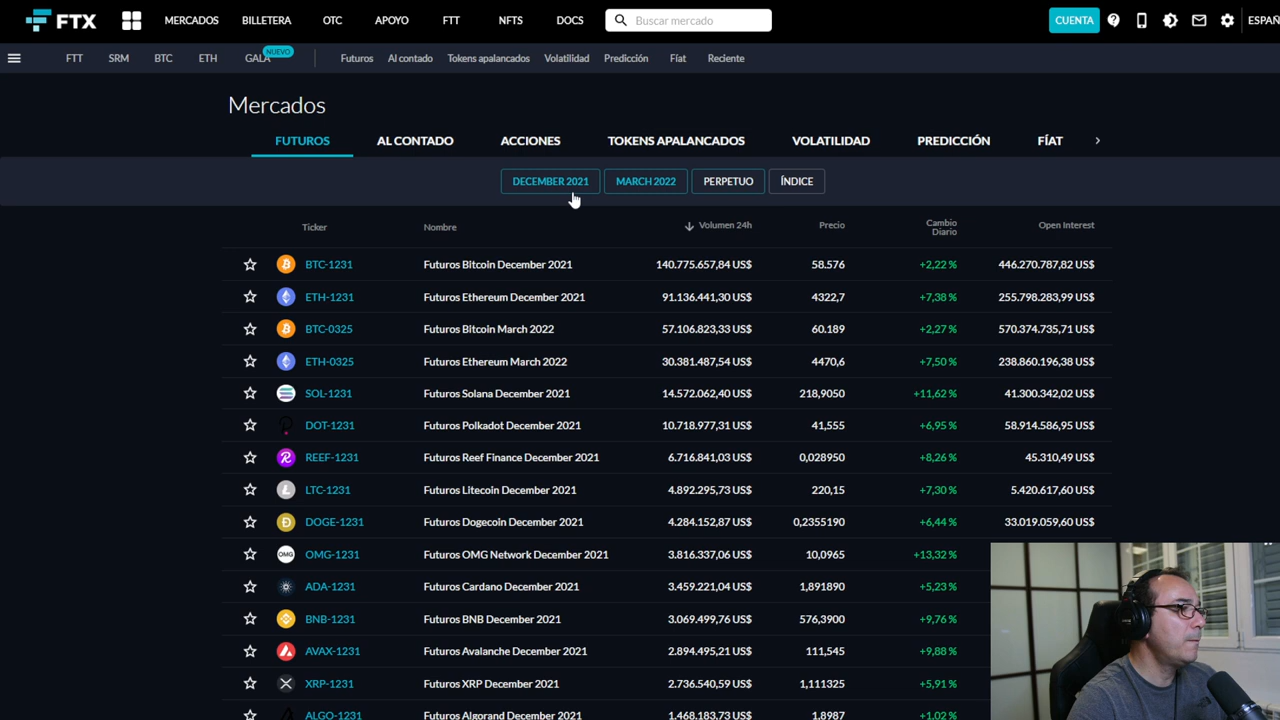 FTX MERCADOS BILLETERA OTC APOYO FTT NFTS DOCS Buscar mercado CUENTA ESPAÑ
FTT SRM BTC ETH GALA NUEVO Futuros Al contado Tokens apalancados Volatilidad Predicción Fíat Reciente
Mercados
FUTUROS AL CONTADO ACCIONES TOKENS APALANCADOS VOLATILIDAD PREDICCIÓN FÍAT
DECEMBER 2021 MARCH 2022 PERPETUO ÍNDICE
Ticker Nombre Volumen 24h Precio Cambio Diario Open Interest
BTC-1231 Futuros Bitcoin December 2021 140.775.657,84 US$ 58.576 +2,22 % 446.270.787,82 US$
ETH-1231 Futuros Ethereum December 2021 91.136.441,30 US$ 4322,7 +7,38 % 255.798.283,99 US$
BTC-0325 Futuros Bitcoin March 2022 57.106.823,33 US$ 60.189 +2,27 % 570.374.735,71 US$
ETH-0325 Futuros Ethereum March 2022 30.381.487,54 US$ 4470,6 +7,50 % 238.860.196,38 US$
SOL-1231 Futuros Solana December 2021 14.572.062,40 US$ 218,9050 +11,62 % 41.300.342,02 US$
DOT-1231 Futuros Polkadot December 2021 10.718.977,31 US$ 41,555 +6,95 % 58.914.586,95 US$
REEF-1231 Futuros Reef Finance December 2021 6.716.841,03 US$ 0,028950 +8,26 % 45.310,49 US$
LTC-1231 Futuros Litecoin December 2021 4.892.295,73 US$ 220,15 +7,30 % 5.420.617,60 US$
DOGE-1231 Futuros Dogecoin December 2021 4.284.152,87 US$ 0,2355190 +6,44 % 33.019.059,60 US$
OMG OMG-1231 Futuros OMG Network December 2021 3.816.337,06 US$ 10,0965 +13,32 %
ADA-1231 Futuros Cardano December 2021 3.459.221,04 US$ 1,891890 +5,23 %
BNB-1231 Futuros BNB December 2021 3.069.499,76 US$ 576,3900 +9,76 %
AVAX-1231 Futuros Avalanche December 2021 2.894.495,21 US$ 111,545 +9,88 %
XRP-1231 Futuros XRP December 2021 2.736.540,59 US$ 1,111325 +5,91 %
ALGO-1231 Futuros Algorand December 2021 1.468.183,73 US$ 1,8987 +1,02 %